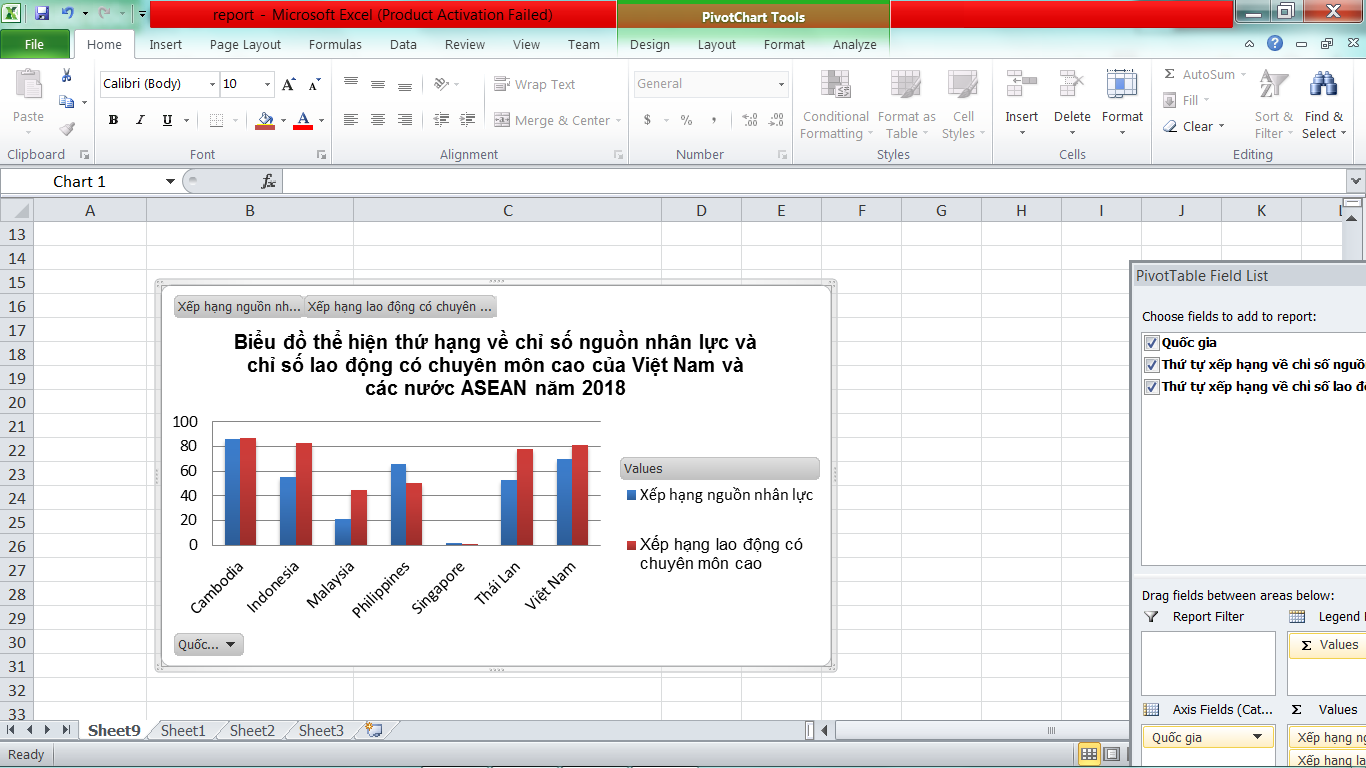 report - Microsoft Excel (Product Activation Failed)
PivotChart Tools
File Home Insert Page Layout Formulas Data Review View Team Design Layout Format Analyze
Paste
Clipboard
Calibri (Body) 10
B I U
Font
Wrap Text
Merge & Center
Alignment
General
$ % ,
Number
Conditional Formatting
Format as Table
Cell Styles
Styles
Insert Delete Format
Cells
Σ AutoSum
Fill
Clear
Sort & Filter
Find & Select
Editing
Chart 1 fx
A B C D E F G H I J K L
13
14
15
16
17
18
19
20
21
22
23
24
25
26
27
28
29
30
31
32
33
Xếp hạng nguồn nh... Xếp hạng lao động có chuyên ...
Biểu đồ thể hiện thứ hạng về chỉ số nguồn nhân lực và
chỉ số lao động có chuyên môn cao của Việt Nam và
các nước ASEAN năm 2018
100
80
60
40
20
0
Cambodia Indonesia Malaysia Philippines Singapore Thái Lan Việt Nam
Values
Xếp hạng nguồn nhân lực
Xếp hạng lao động có
chuyên môn cao
Quốc...
PivotTable Field List
Choose fields to add to report:
Quốc gia
Thứ tự xếp hạng về chỉ số
Thứ tự xếp hạng về chỉ số lao
Drag fields between areas below:
Report Filter Legend
Σ Values
Axis Fields (Cat... Σ Values
Quốc gia Xếp hạng
Xếp hạng
Sheet9 Sheet1 Sheet2 Sheet3
Ready